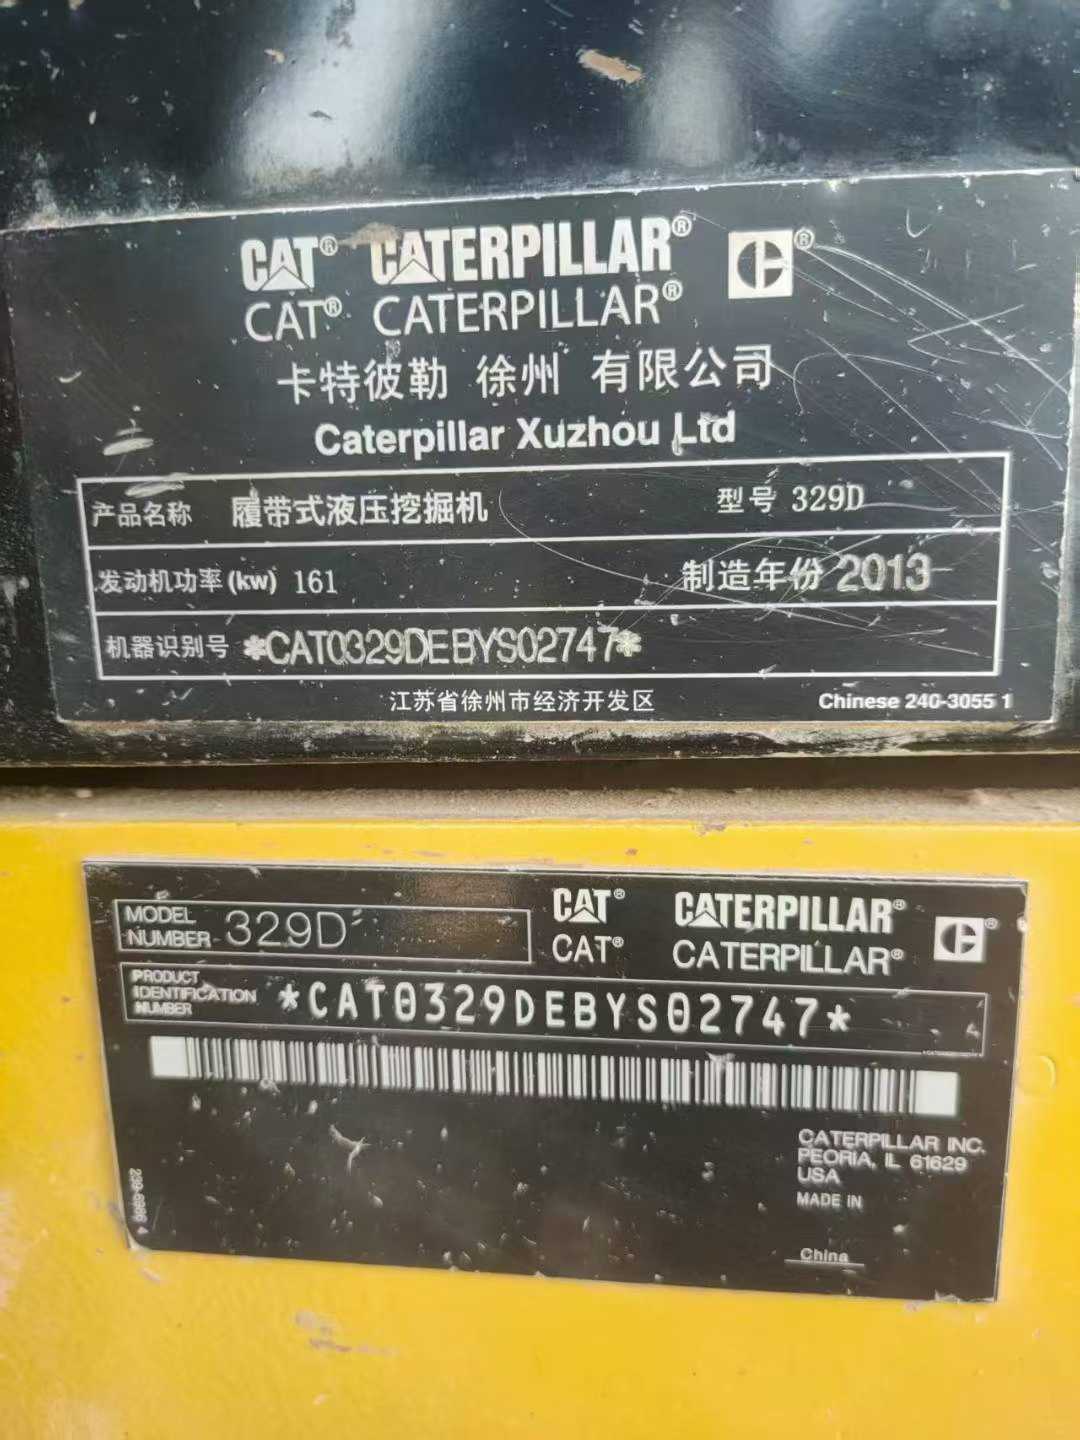 CAT® CATERPILLAR® ®
CAT® CATERPILLAR®
卡特彼勒 徐州 有限公司
Caterpillar Xuzhou Ltd
产品名称 履带式液压挖掘机 型号 329D
发动机功率(kw) 161 制造年份 2013
机器识别号 *CAT0329DEBYS02747*
江苏省徐州市经济开发区 Chinese 240-3055 1
MODEL NUMBER 329D
CAT® CATERPILLAR® ®
CAT® CATERPILLAR®
PRODUCT IDENTIFICATION NUMBER *CAT0329DEBYS02747* 4
CATERPILLAR INC.
PEORIA, IL 61629
USA
MADE IN
China